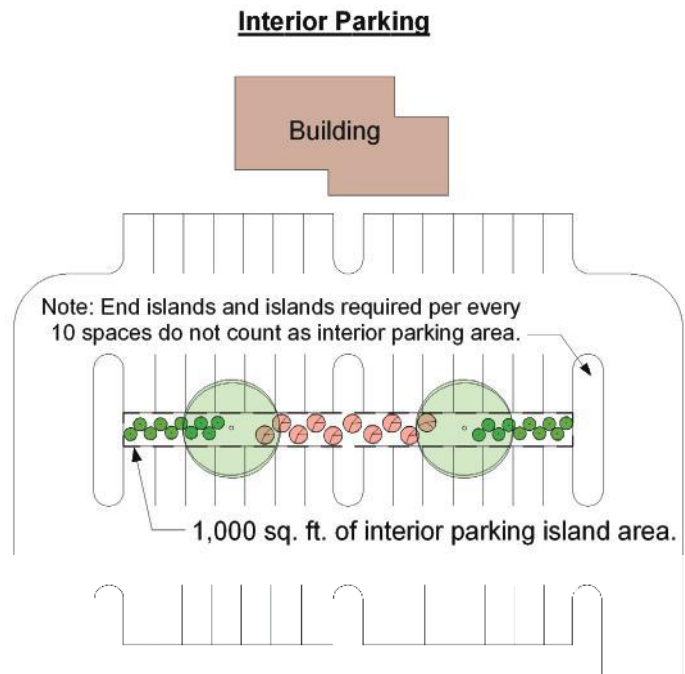 Interior Parking
Building
Note: End islands and islands required per every
10 spaces do not count as interior parking area.
1,000 sq. ft. of interior parking island area.